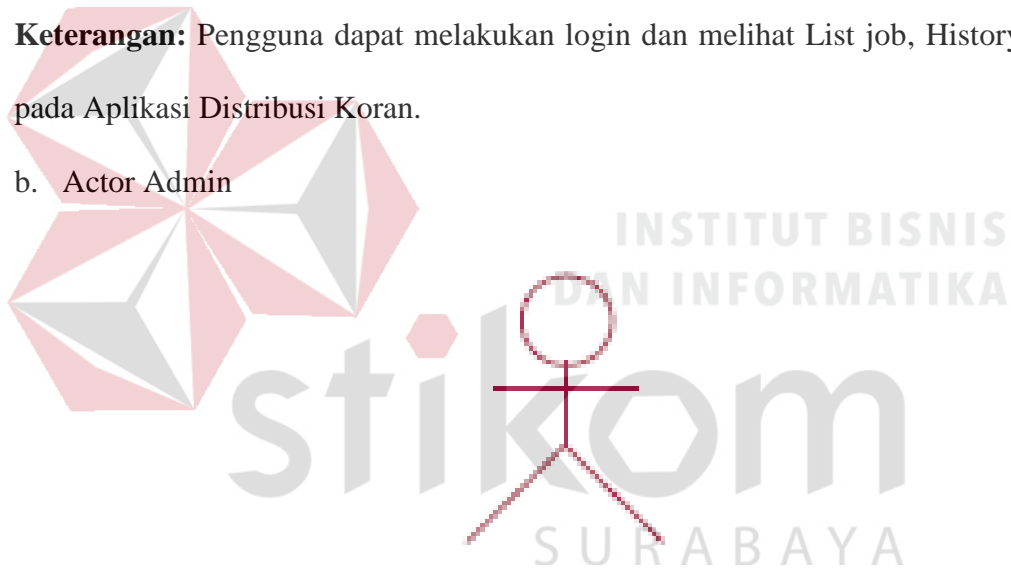 Keterangan: Pengguna dapat melakukan login dan melihat List job, History
pada Aplikasi Distribusi Koran.
b. Actor Admin
INSTITUT BISNIS
DAN INFORMATIKA
stikom
SURABAYA